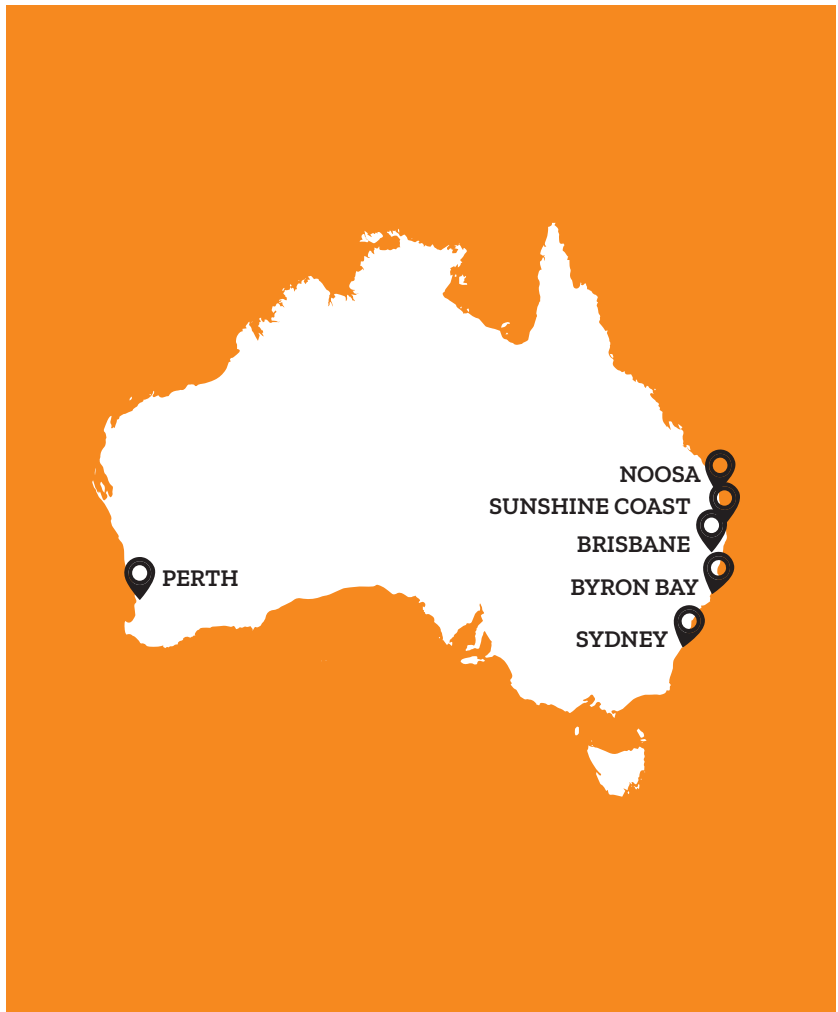 NOOSA
SUNSHINE COAST
BRISBANE
PERTH
BYRON BAY
SYDNEY